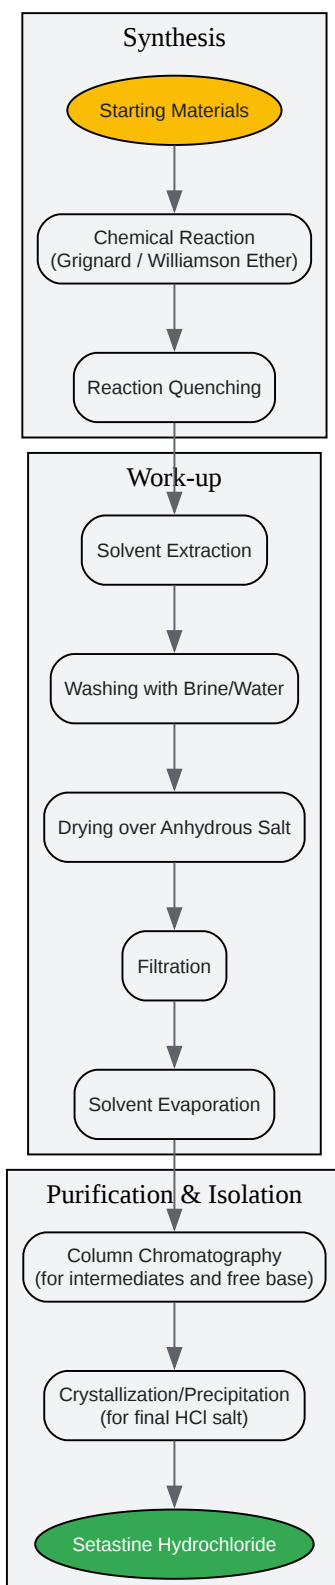 Synthesis
Starting Materials
Chemical Reaction
(Grignard / Williamson Ether)
Reaction Quenching
Work-up
Solvent Extraction
Washing with Brine/Water
Drying over Anhydrous Salt
Filtration
Solvent Evaporation
Purification & Isolation
Column Chromatography
(for intermediates and free base)
Crystallization/Precipitation
(for final HCl salt)
Setastine Hydrochloride